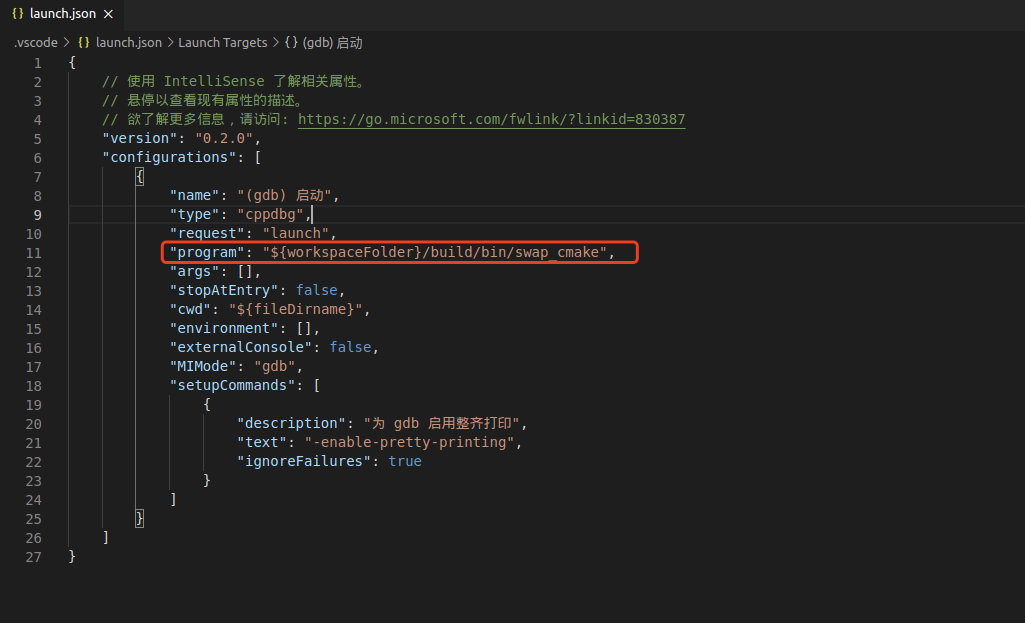 {} launch.json ×
.vscode > {} launch.json > Launch Targets > {} (gdb) 启动
1 {
2 // 使用 IntelliSense 了解相关属性。
3 // 悬停以查看现有属性的描述。
4 // 欲了解更多信息，请访问: https://go.microsoft.com/fwlink/?linkid=830387
5 "version": "0.2.0",
6 "configurations": [
7 {
8 "name": "(gdb) 启动",
9 "type": "cppdbg",
10 "request": "launch",
11 "program": "${workspaceFolder}/build/bin/swap_cmake",
12 "args": [],
13 "stopAtEntry": false,
14 "cwd": "${fileDirname}",
15 "environment": [],
16 "externalConsole": false,
17 "MIMode": "gdb",
18 "setupCommands": [
19 {
20 "description": "为 gdb 启用整齐打印",
21 "text": "-enable-pretty-printing",
22 "ignoreFailures": true
23 }
24 ]
25 }
26 ]
27 }